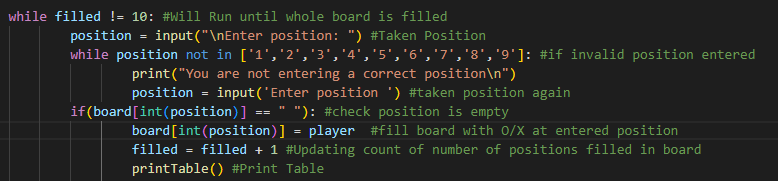 while filled != 10: #Will Run until whole board is filled
position = input("\nEnter position: ") #Taken Position
while position not in ['1','2','3','4','5','6','7','8','9']: #if invalid position entered
print("You are not entering a correct position\n")
position = input('Enter position ') #taken position again
if(board[int(position)] == " "): #check position is empty
board[int(position)] = player  #fill board with O/X at entered position
filled = filled + 1 #Updating count of number of positions filled in board
printTable() #Print Table